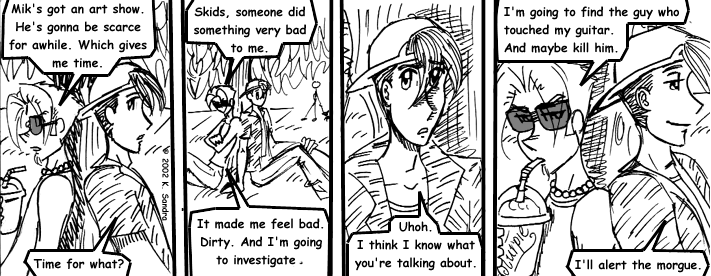 Mik's got an art show.
He's gonna be scarce
for awhile. Which gives
me time.
Time for what?
© 2002 K. Sandra
Skids, someone did
something very bad
to me.
It made me feel bad.
Dirty. And I'm going
to investigate.
Uhoh.
I think I know what
you're talking about.
I'm going to find the guy who
touched my guitar.
And maybe kill him.
Slurpie
I'll alert the morgue.